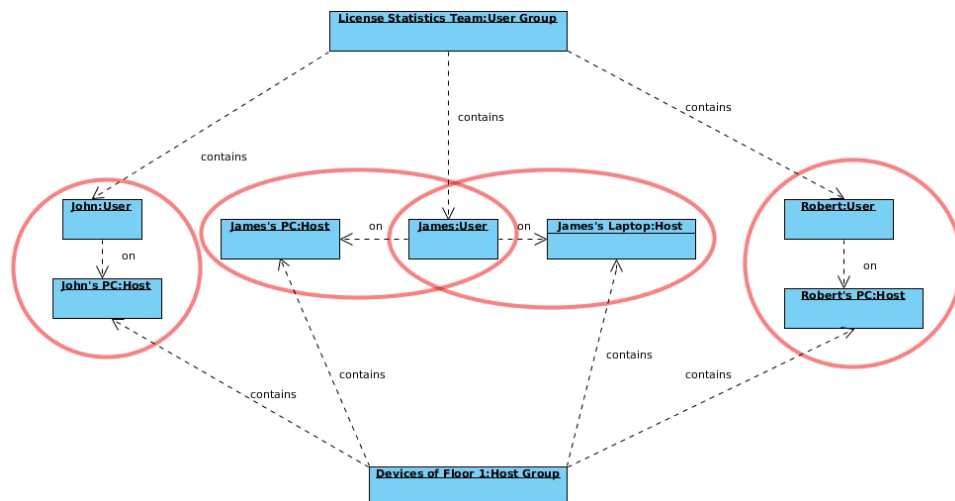 License Statistics Team:User Group
contains
contains
contains
John:User
on
John's PC:Host
James's PC:Host
on
James:User
on
James's Laptop:Host
Robert:User
on
Robert's PC:Host
contains
contains
contains
contains
Devices of Floor 1:Host Group